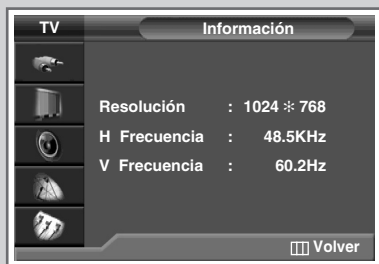 TV
Información
Resolución : 1024 ✳ 768
H Frecuencia : 48.5KHz
V Frecuencia : 60.2Hz
Volver